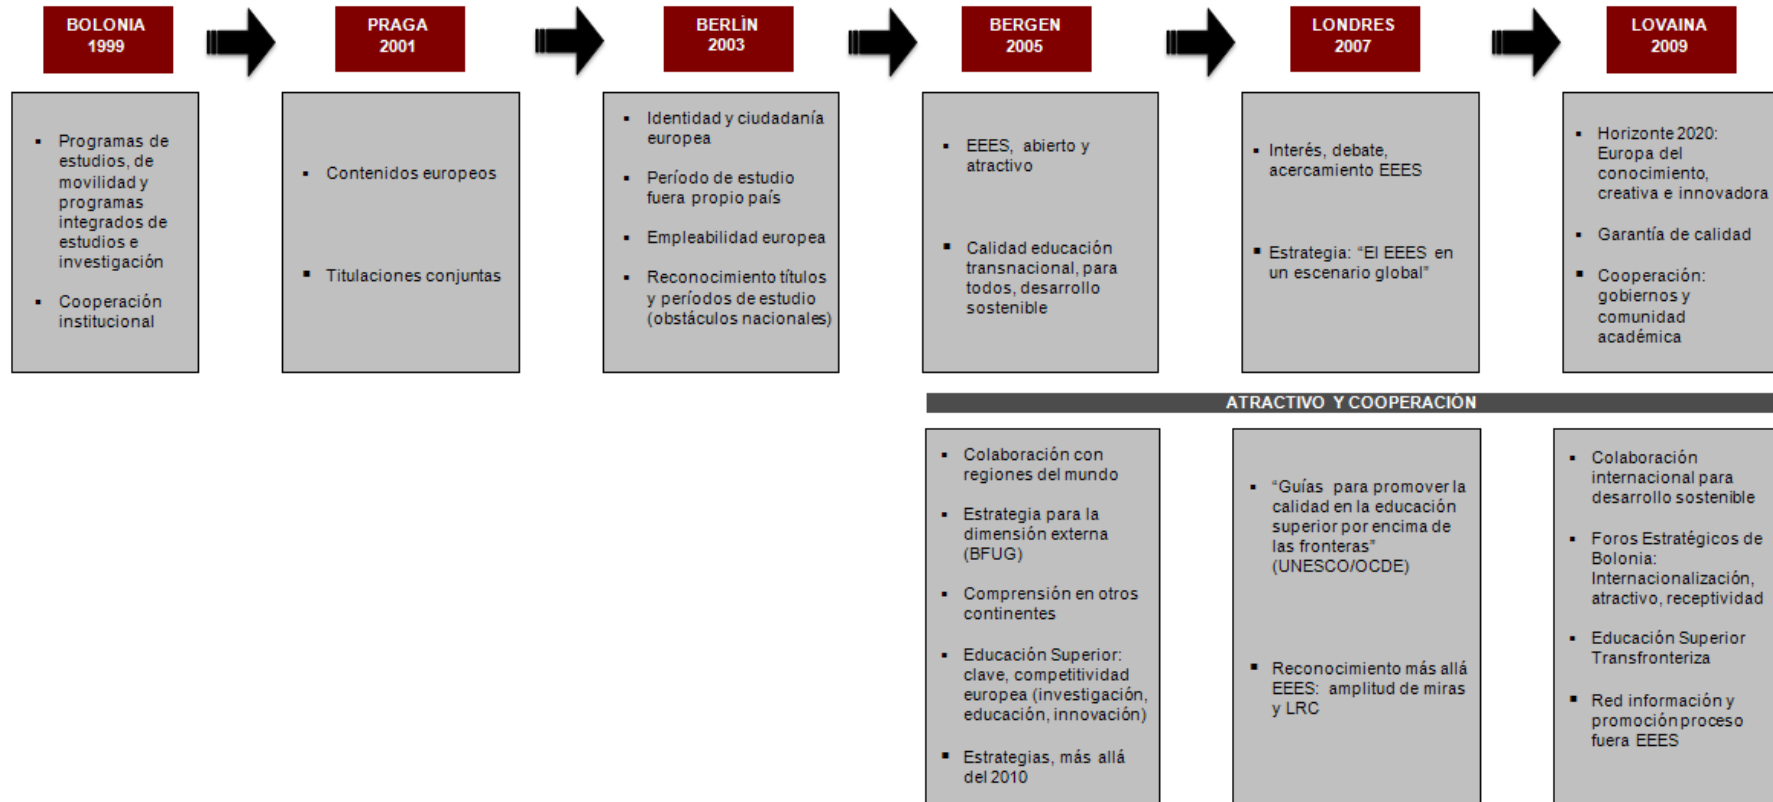 BOLONIA
1999
PRAGA
2001
BERLÌN
2003
BERGEN
2005
LONDRES
2007
LOVAINA
2009
▪ Programas de
estudios, de
movilidad y
programas
integrados de
estudios e
investigación
▪ Cooperación
institucional
▪ Contenidos europeos
▪ Titulaciones conjuntas
▪ Identidad y ciudadanía
europea
▪ Período de estudio
fuera propio país
▪ Empleabilidad europea
▪ Reconocimiento títulos
y períodos de estudio
(obstáculos nacionales)
▪ EEES, abierto y
atractivo
▪ Calidad educación
transnacional, para
todos, desarrollo
sostenible
▪ Interés, debate,
acercamiento EEES
▪ Estrategia: “El EEES en
un escenario global”
▪ Horizonte 2020:
Europa del
conocimiento,
creativa e innovadora
▪ Garantía de calidad
▪ Cooperación:
gobiernos y
comunidad
académica
ATRACTIVO Y COOPERACIÓN
▪ Colaboración con
regiones del mundo
▪ Estrategia para la
dimensión externa
(BFUG)
▪ Comprensión en otros
continentes
▪ Educación Superior:
clave, competitividad
europea (investigación,
educación, innovación)
▪ Estrategias, más allá
del 2010
▪ “Guías para promover la
calidad en la educación
superior por encima de
las fronteras”
(UNESCO/OCDE)
▪ Reconocimiento más allá
EEES: amplitud de miras
y LRC
▪ Colaboración
internacional para
desarrollo sostenible
▪ Foros Estratégicos de
Bolonia:
Internacionalización,
atractivo, receptividad
▪ Educación Superior
Transfronteriza
▪ Red información y
promoción proceso
fuera EEES